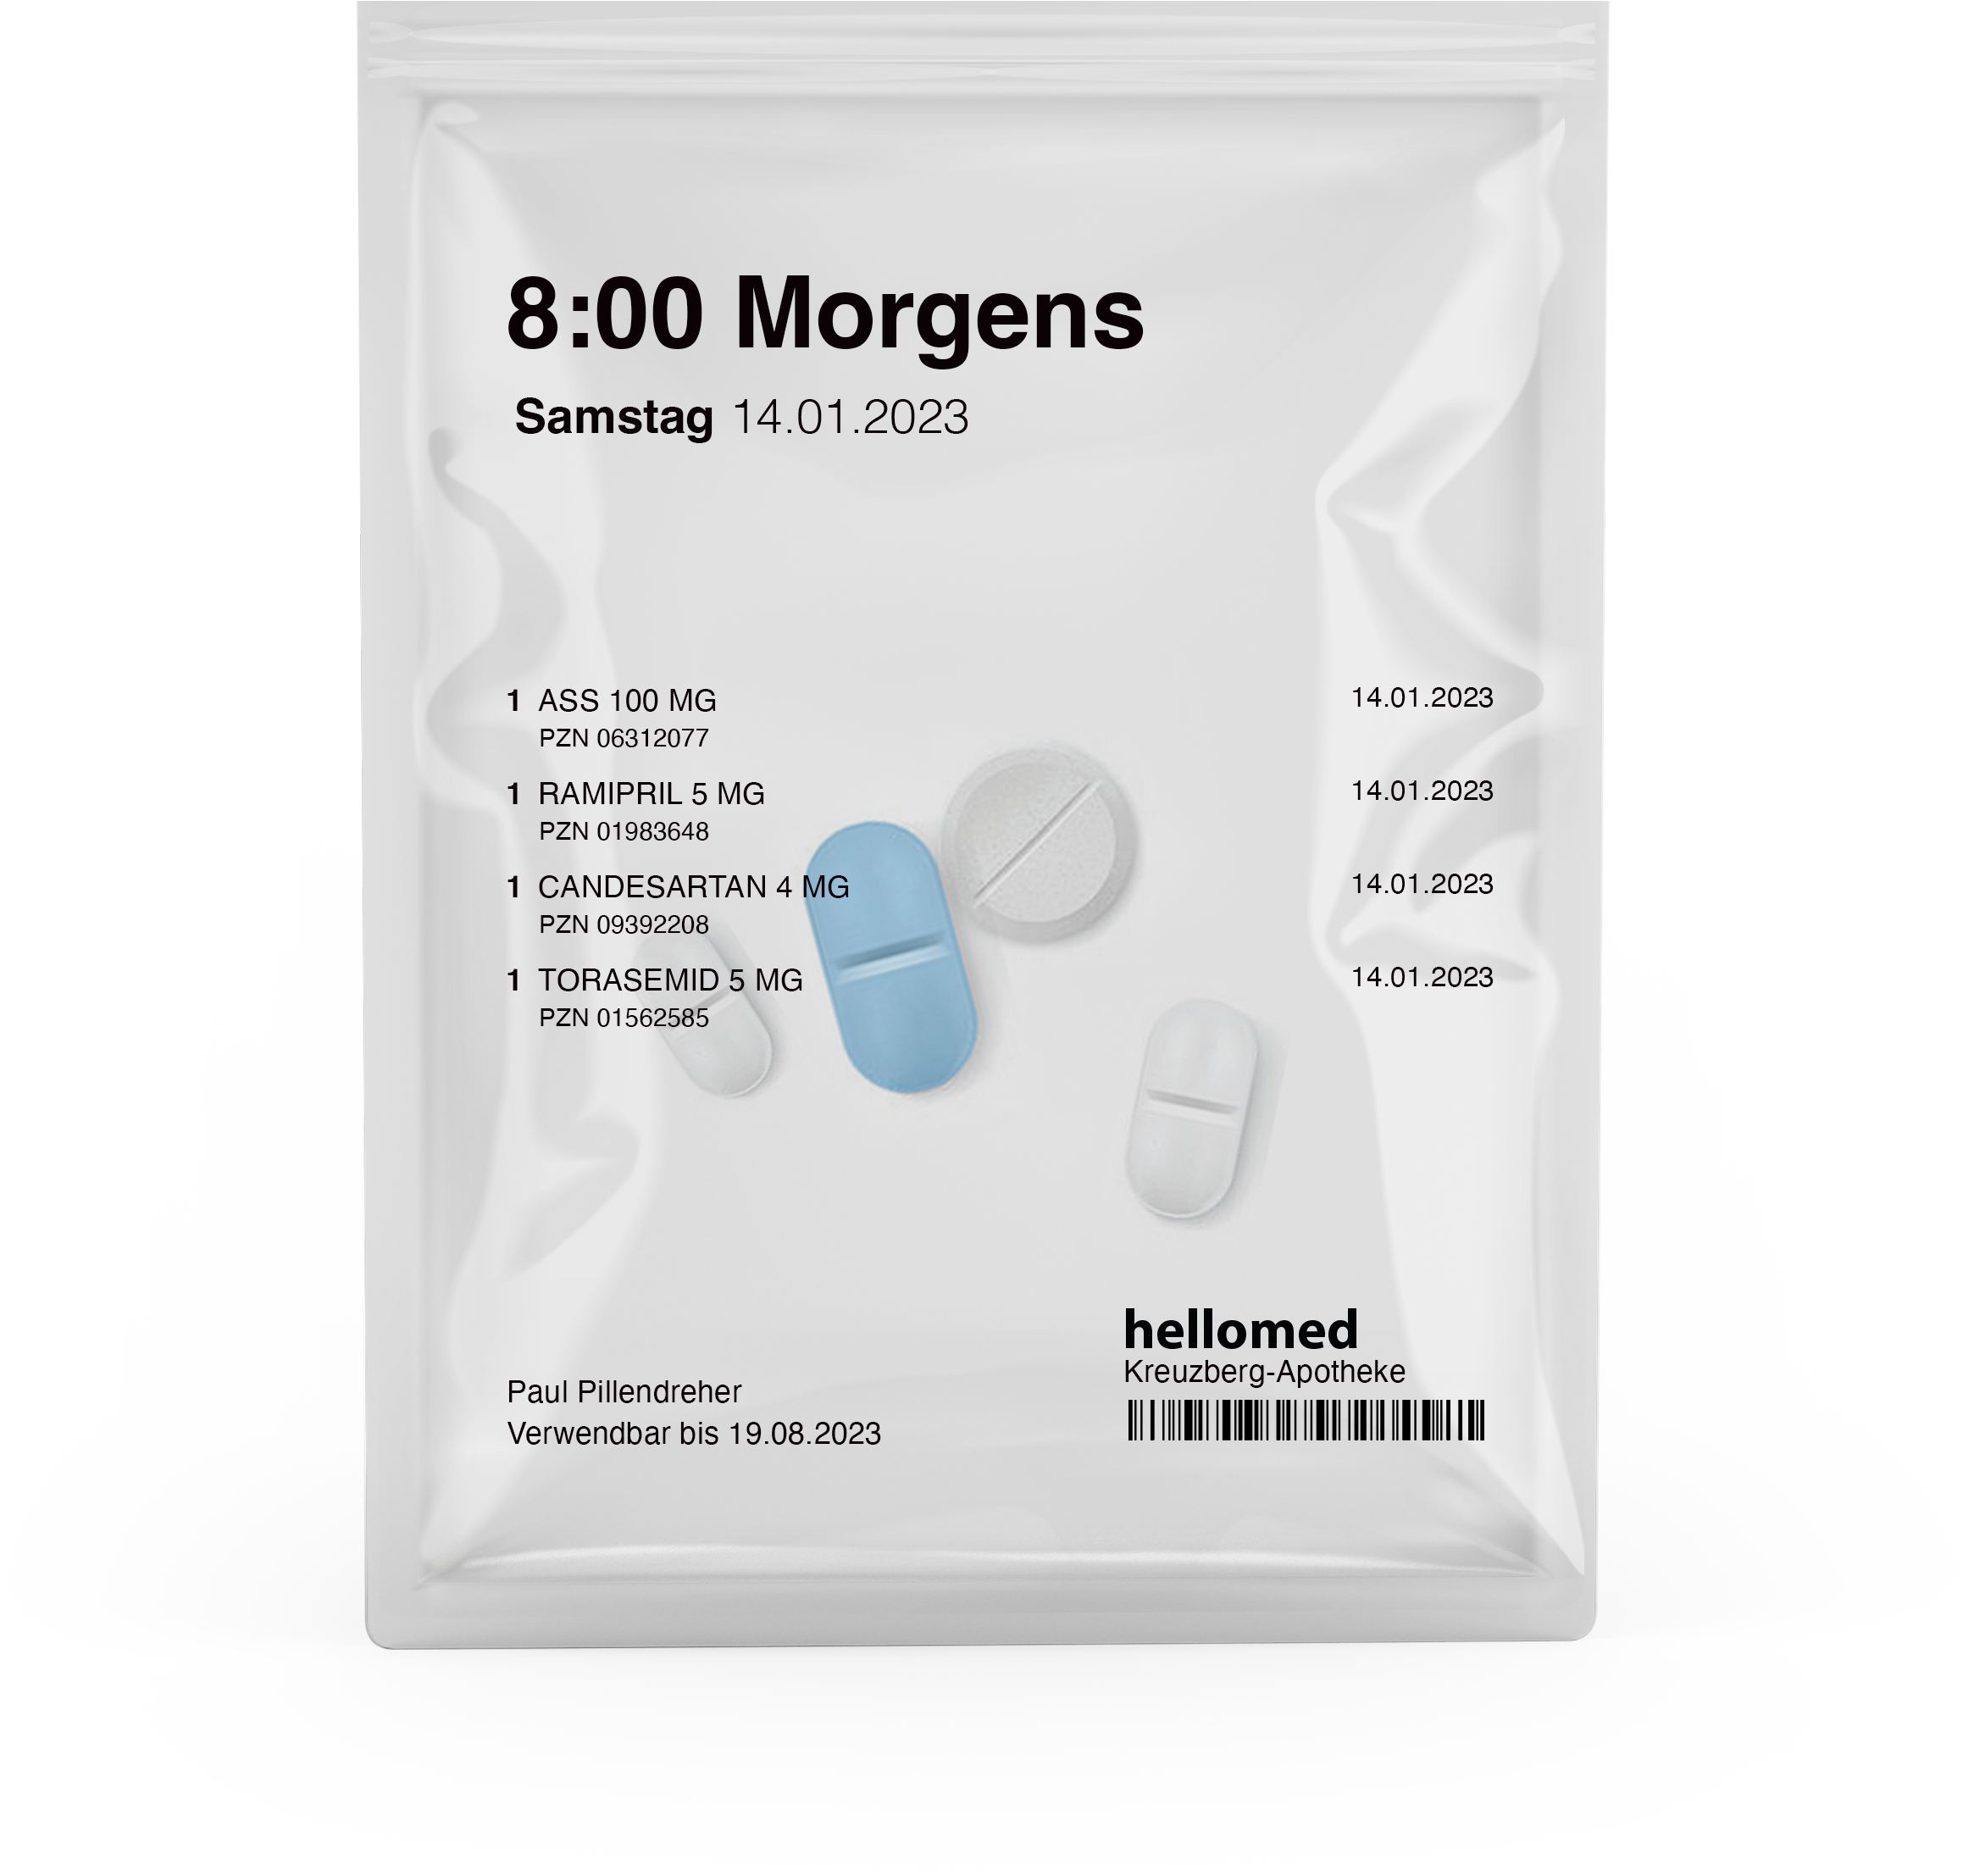 8:00 Morgens
Samstag 14.01.2023
1 ASS 100 MG 14.01.2023
PZN 06312077
1 RAMIPRIL 5 MG 14.01.2023
PZN 01983648
1 CANDESARTAN 4 MG 14.01.2023
PZN 09392208
1 TORASEMID 5 MG 14.01.2023
PZN 01562585
hellomed
Kreuzberg-Apotheke
Paul Pillendreher
Verwendbar bis 19.08.2023